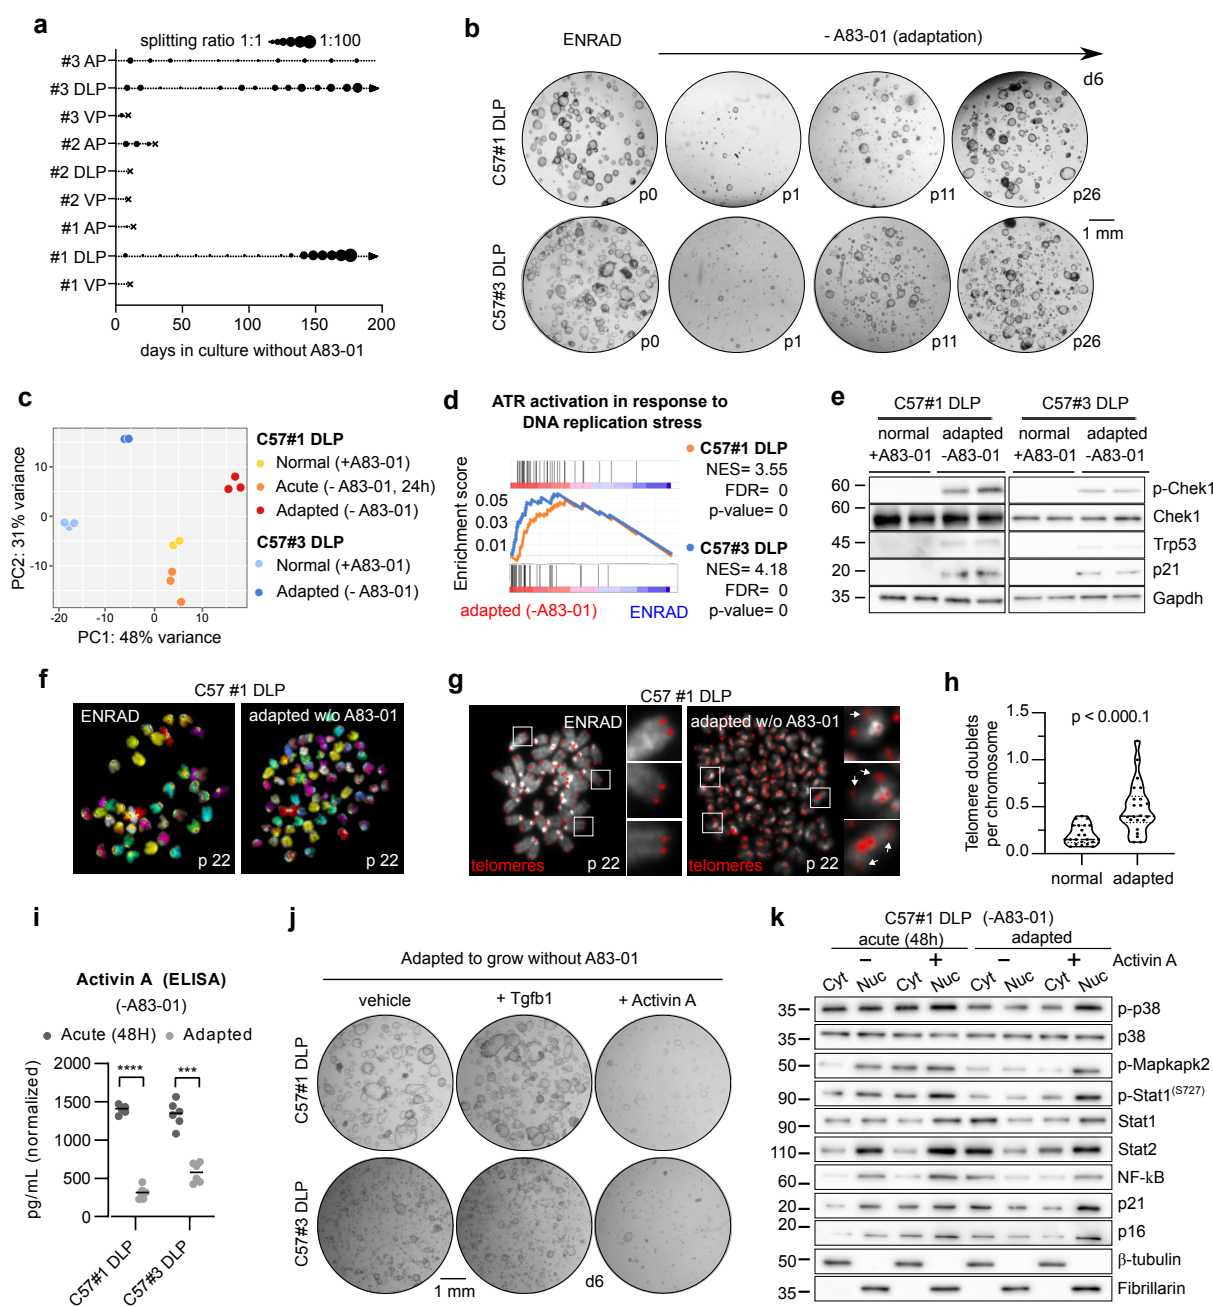 a
splitting ratio 1:1 1:100
#3 AP
#3 DLP
#3 VP
#2 AP
#2 DLP
#2 VP
#1 AP
#1 DLP
#1 VP
0 50 100 150 200
days in culture without A83-01
b
ENRAD - A83-01 (adaptation)
d6
C57#1 DLP
p0 p1 p11 p26
1 mm
C57#3 DLP
p0 p1 p11 p26
c
10
0
-10
PC2: 31% variance
-20 -10 0 10
PC1: 48% variance
C57#1 DLP
Normal (+A83-01)
Acute (- A83-01, 24h)
Adapted (- A83-01)
C57#3 DLP
Normal (+A83-01)
Adapted (- A83-01)
d
ATR activation in response to
DNA replication stress
Enrichment score
0.05
0.03
0.01
adapted (-A83-01) ENRAD
C57#1 DLP
NES= 3.55
FDR= 0
p-value= 0
C57#3 DLP
NES= 4.18
FDR= 0
p-value= 0
e
C57#1 DLP C57#3 DLP
normal adapted normal adapted
+A83-01 -A83-01 +A83-01 -A83-01
60 p-Chek1
60 Chek1
45 Trp53
20 p21
35 Gapdh
f
C57 #1 DLP
ENRAD adapted w/o A83-01
p 22 p 22
g
C57 #1 DLP
ENRAD adapted w/o A83-01
telomeres p 22 telomeres p 22
h
p < 0.000.1
Telomere doublets
per chromosome
1.5
1.0
0.5
0.0
normal adapted
i
Activin A (ELISA)
(-A83-01)
Acute (48H) Adapted
**** ***
pg/mL (normalized)
2000
1500
1000
500
0
C57#1 DLP C57#3 DLP
j
Adapted to grow without A83-01
vehicle + Tgfb1 + Activin A
C57#1 DLP
C57#3 DLP
1 mm d6
k
C57#1 DLP (-A83-01)
acute (48h) adapted
− + − + Activin A
Cyt Nuc Cyt Nuc Cyt Nuc Cyt Nuc
35 p-p38
35 p38
50 p-Mapkapk2
90 p-Stat1(S727)
90 Stat1
110 Stat2
60 NF-kB
20 p21
20 p16
50 β-tubulin
35 Fibrillarin